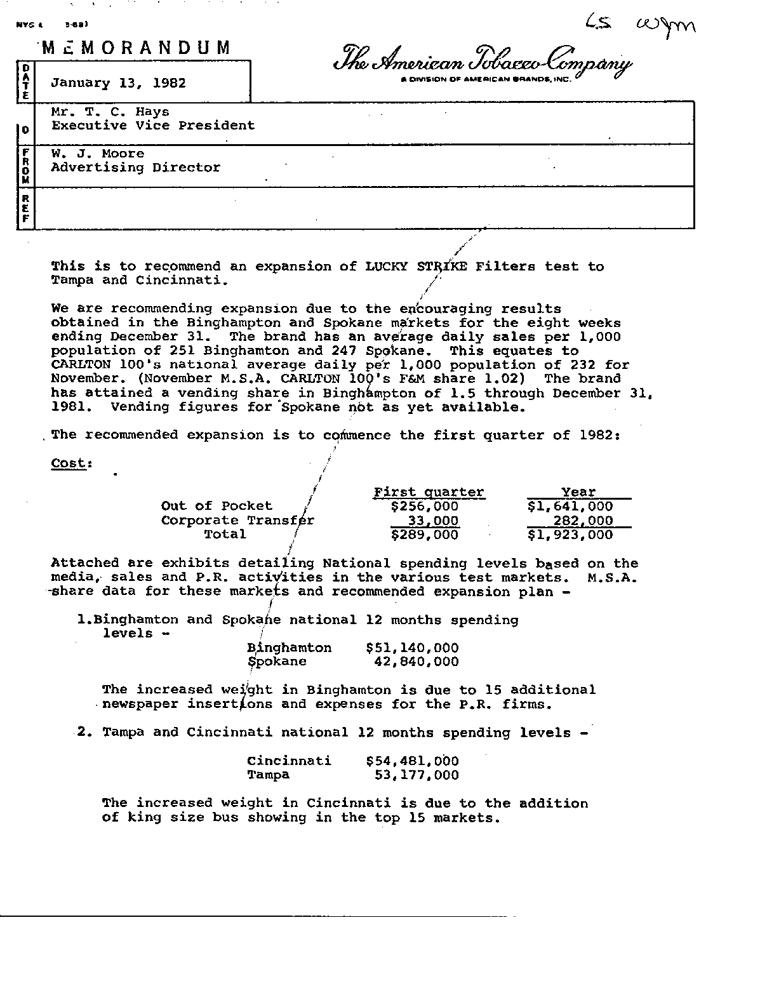 LS wjm
MEMORANDUM
The American Tobacco Company
A DIVISION OF AMERICAN BRANDS, INC.
DATE
January 13, 1982
O
Mr. T. C. Hays
Executive Vice President
FROM
W. J. Moore
Advertising Director
REF
This is to recommend an expansion of LUCKY STRIKE Filters test to
Tampa and Cincinnati.
We are recommending expansion due to the encouraging results
obtained in the Binghampton and Spokane markets for the eight weeks
ending December 31. The brand has an average daily sales per 1,000
population of 251 Binghamton and 247 Spokane. This equates to
CARLTON 100's national average daily per 1,000 population of 232 for
November. (November M.S.A. CARLTON 100's F&M share 1.02) The brand
has attained a vending share in Binghampton of 1.5 through December 31,
1981. Vending figures for Spokane not as yet available.
The recommended expansion is to commence the first quarter of 1982:
Cost:
First quarter Year
Out of Pocket $256,000 $1,641,000
Corporate Transfer 33,000 282,000
Total $289,000 $1,923,000
Attached are exhibits detailing National spending levels based on the
media, sales and P.R. activities in the various test markets. M.S.A.
share data for these markets and recommended expansion plan -
1.Binghamton and Spokane national 12 months spending
levels -
Binghamton $51,140,000
Spokane 42,840,000
The increased weight in Binghamton is due to 15 additional
newspaper insertions and expenses for the P.R. firms.
2. Tampa and Cincinnati national 12 months spending levels -
Cincinnati $54,481,000
Tampa 53,177,000
The increased weight in Cincinnati is due to the addition
of king size bus showing in the top 15 markets.